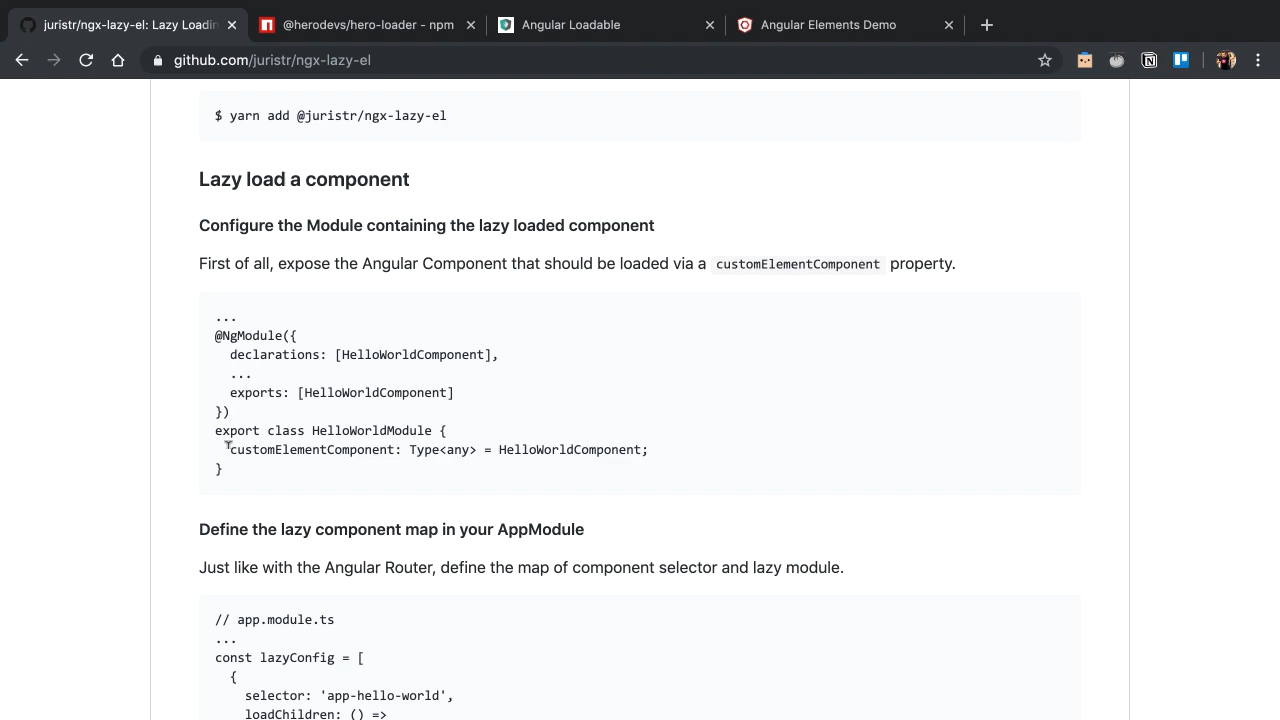 juristr/ngx-lazy-el: Lazy Loadin
@herodevs/hero-loader - npm
Angular Loadable
Angular Elements Demo
github.com/juristr/ngx-lazy-el
$ yarn add @juristr/ngx-lazy-el
Lazy load a component
Configure the Module containing the lazy loaded component
First of all, expose the Angular Component that should be loaded via a customElementComponent property.
...
@NgModule({
  declarations: [HelloWorldComponent],
  ...
  exports: [HelloWorldComponent]
})
export class HelloWorldModule {
  customElementComponent: Type<any> = HelloWorldComponent;
}
Define the lazy component map in your AppModule
Just like with the Angular Router, define the map of component selector and lazy module.
// app.module.ts
...
const lazyConfig = [
  {
    selector: 'app-hello-world',
    loadChildren: () =>